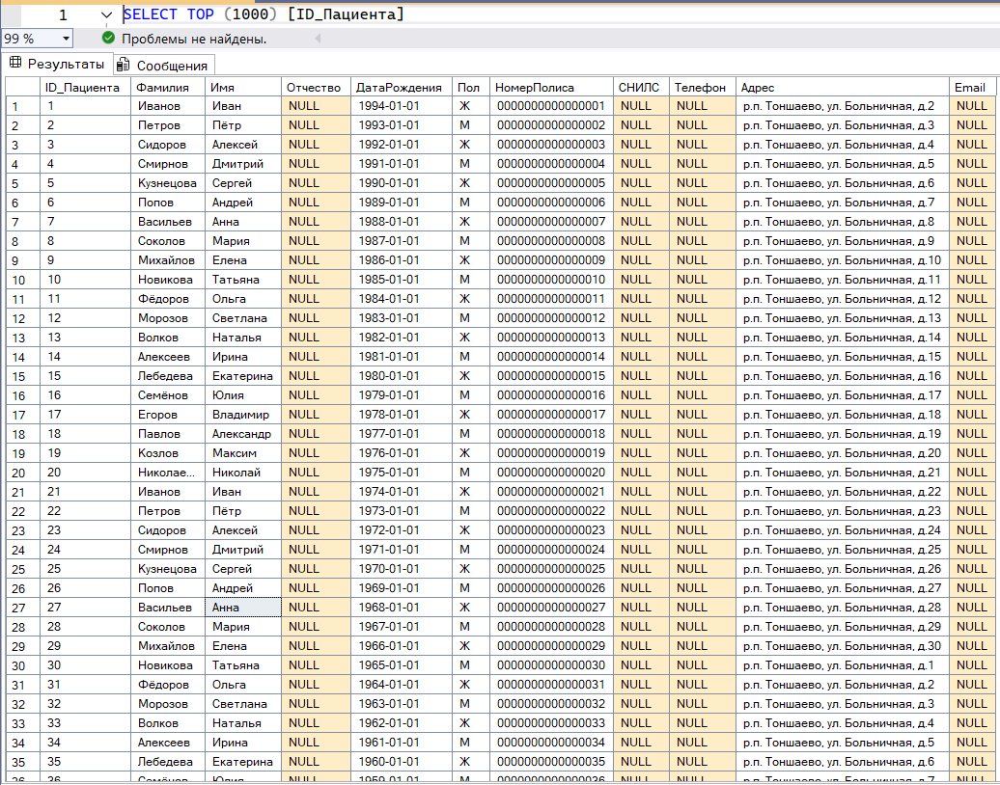 1 SELECT TOP (1000) [ID_Пациента]
99 % Проблемы не найдены.
Результаты Сообщения
ID_Пациента Фамилия Имя Отчество ДатаРождения Пол НомерПолиса СНИЛС Телефон Адрес Email
1 1 Иванов Иван NULL 1994-01-01 Ж 0000000000000001 NULL NULL р.п. Тоншаево, ул. Больничная, д.2 NULL
2 2 Петров Пётр NULL 1993-01-01 М 0000000000000002 NULL NULL р.п. Тоншаево, ул. Больничная, д.3 NULL
3 3 Сидоров Алексей NULL 1992-01-01 Ж 0000000000000003 NULL NULL р.п. Тоншаево, ул. Больничная, д.4 NULL
4 4 Смирнов Дмитрий NULL 1991-01-01 М 0000000000000004 NULL NULL р.п. Тоншаево, ул. Больничная, д.5 NULL
5 5 Кузнецова Сергей NULL 1990-01-01 Ж 0000000000000005 NULL NULL р.п. Тоншаево, ул. Больничная, д.6 NULL
6 6 Попов Андрей NULL 1989-01-01 М 0000000000000006 NULL NULL р.п. Тоншаево, ул. Больничная, д.7 NULL
7 7 Васильев Анна NULL 1988-01-01 Ж 0000000000000007 NULL NULL р.п. Тоншаево, ул. Больничная, д.8 NULL
8 8 Соколов Мария NULL 1987-01-01 М 0000000000000008 NULL NULL р.п. Тоншаево, ул. Больничная, д.9 NULL
9 9 Михайлов Елена NULL 1986-01-01 Ж 0000000000000009 NULL NULL р.п. Тоншаево, ул. Больничная, д.10 NULL
10 10 Новикова Татьяна NULL 1985-01-01 М 0000000000000010 NULL NULL р.п. Тоншаево, ул. Больничная, д.11 NULL
11 11 Фёдоров Ольга NULL 1984-01-01 Ж 0000000000000011 NULL NULL р.п. Тоншаево, ул. Больничная, д.12 NULL
12 12 Морозов Светлана NULL 1983-01-01 М 0000000000000012 NULL NULL р.п. Тоншаево, ул. Больничная, д.13 NULL
13 13 Волков Наталья NULL 1982-01-01 Ж 0000000000000013 NULL NULL р.п. Тоншаево, ул. Больничная, д.14 NULL
14 14 Алексеев Ирина NULL 1981-01-01 М 0000000000000014 NULL NULL р.п. Тоншаево, ул. Больничная, д.15 NULL
15 15 Лебедева Екатерина NULL 1980-01-01 Ж 0000000000000015 NULL NULL р.п. Тоншаево, ул. Больничная, д.16 NULL
16 16 Семёнов Юлия NULL 1979-01-01 М 0000000000000016 NULL NULL р.п. Тоншаево, ул. Больничная, д.17 NULL
17 17 Егоров Владимир NULL 1978-01-01 Ж 0000000000000017 NULL NULL р.п. Тоншаево, ул. Больничная, д.18 NULL
18 18 Павлов Александр NULL 1977-01-01 М 0000000000000018 NULL NULL р.п. Тоншаево, ул. Больничная, д.19 NULL
19 19 Козлов Максим NULL 1976-01-01 Ж 0000000000000019 NULL NULL р.п. Тоншаево, ул. Больничная, д.20 NULL
20 20 Николае... Николай NULL 1975-01-01 М 0000000000000020 NULL NULL р.п. Тоншаево, ул. Больничная, д.21 NULL
21 21 Иванов Иван NULL 1974-01-01 Ж 0000000000000021 NULL NULL р.п. Тоншаево, ул. Больничная, д.22 NULL
22 22 Петров Пётр NULL 1973-01-01 М 0000000000000022 NULL NULL р.п. Тоншаево, ул. Больничная, д.23 NULL
23 23 Сидоров Алексей NULL 1972-01-01 Ж 0000000000000023 NULL NULL р.п. Тоншаево, ул. Больничная, д.24 NULL
24 24 Смирнов Дмитрий NULL 1971-01-01 М 0000000000000024 NULL NULL р.п. Тоншаево, ул. Больничная, д.25 NULL
25 25 Кузнецова Сергей NULL 1970-01-01 Ж 0000000000000025 NULL NULL р.п. Тоншаево, ул. Больничная, д.26 NULL
26 26 Попов Андрей NULL 1969-01-01 М 0000000000000026 NULL NULL р.п. Тоншаево, ул. Больничная, д.27 NULL
27 27 Васильев Анна NULL 1968-01-01 Ж 0000000000000027 NULL NULL р.п. Тоншаево, ул. Больничная, д.28 NULL
28 28 Соколов Мария NULL 1967-01-01 М 0000000000000028 NULL NULL р.п. Тоншаево, ул. Больничная, д.29 NULL
29 29 Михайлов Елена NULL 1966-01-01 Ж 0000000000000029 NULL NULL р.п. Тоншаево, ул. Больничная, д.30 NULL
30 30 Новикова Татьяна NULL 1965-01-01 М 0000000000000030 NULL NULL р.п. Тоншаево, ул. Больничная, д.1 NULL
31 31 Фёдоров Ольга NULL 1964-01-01 Ж 0000000000000031 NULL NULL р.п. Тоншаево, ул. Больничная, д.2 NULL
32 32 Морозов Светлана NULL 1963-01-01 М 0000000000000032 NULL NULL р.п. Тоншаево, ул. Больничная, д.3 NULL
33 33 Волков Наталья NULL 1962-01-01 Ж 0000000000000033 NULL NULL р.п. Тоншаево, ул. Больничная, д.4 NULL
34 34 Алексеев Ирина NULL 1961-01-01 М 0000000000000034 NULL NULL р.п. Тоншаево, ул. Больничная, д.5 NULL
35 35 Лебедева Екатерина NULL 1960-01-01 Ж 0000000000000035 NULL NULL р.п. Тоншаево, ул. Больничная, д.6 NULL